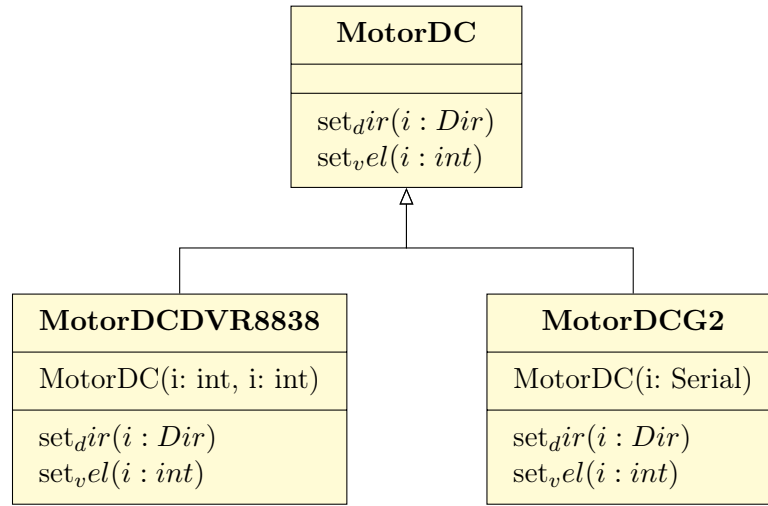 MotorDC
set_dir(i : Dir)
set_vel(i : int)
MotorDCDVR8838
MotorDC(i: int, i: int)
set_dir(i : Dir)
set_vel(i : int)
MotorDCG2
MotorDC(i: Serial)
set_dir(i : Dir)
set_vel(i : int)